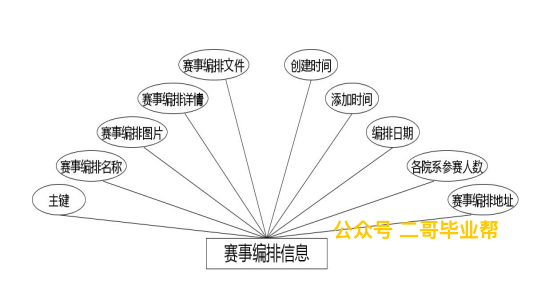 赛事编排文件
创建时间
赛事编排详情
添加时间
赛事编排图片
编排日期
赛事编排名称
各院系参赛人数
主键
赛事编排地址
公众号 二哥毕业帮
赛事编排信息